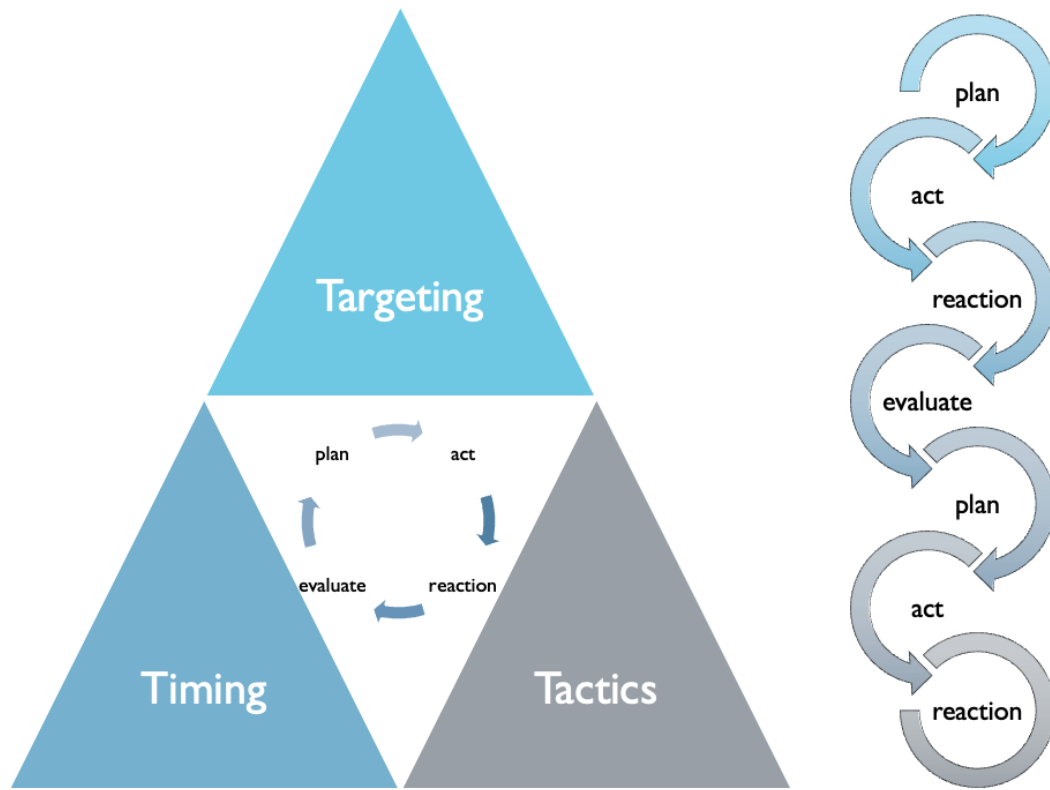 Targeting
plan
act
evaluate
reaction
Timing
Tactics
plan
act
reaction
evaluate
plan
act
reaction